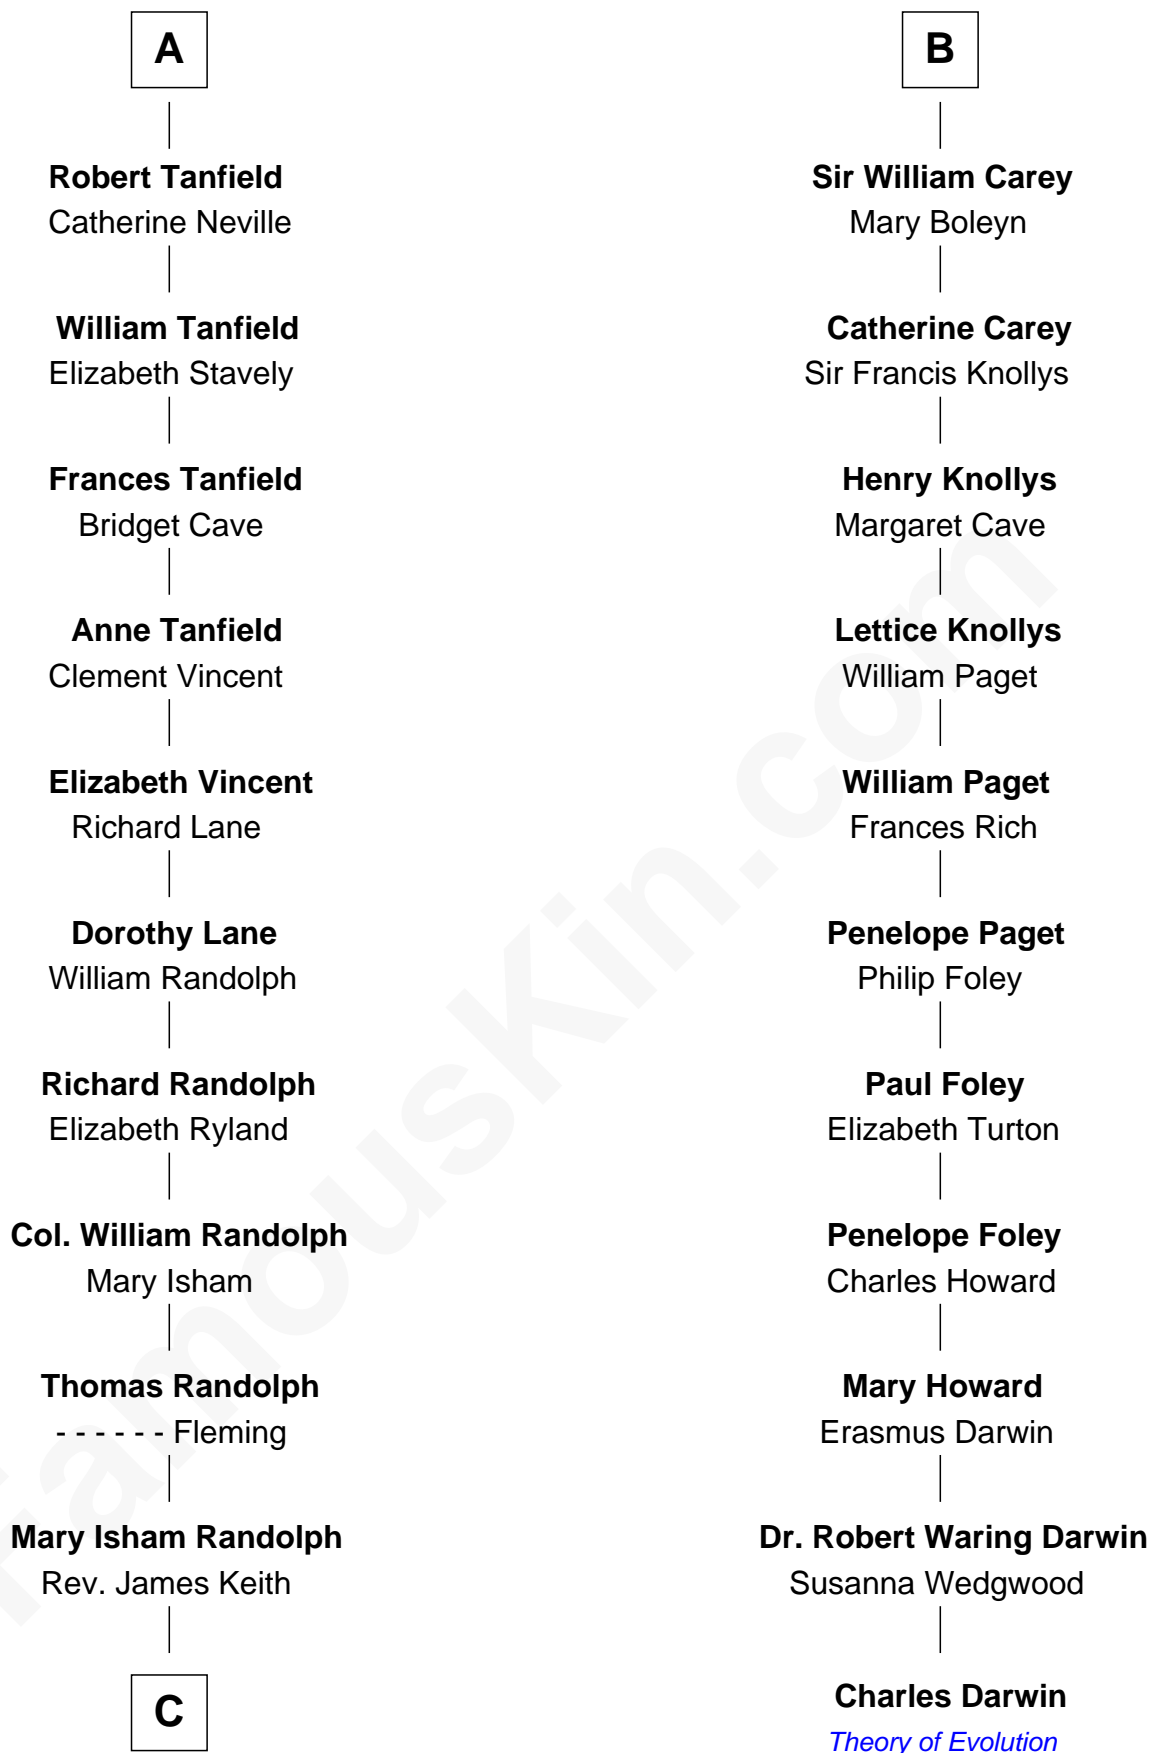 A
Robert Tanfield
Catherine Neville
William Tanfield
Elizabeth Stavely
Frances Tanfield
Bridget Cave
Anne Tanfield
Clement Vincent
Elizabeth Vincent
Richard Lane
Dorothy Lane
William Randolph
Richard Randolph
Elizabeth Ryland
Col. William Randolph
Mary Isham
Thomas Randolph
- - - - - - Fleming
Mary Isham Randolph
Rev. James Keith
C
B
Sir William Carey
Mary Boleyn
Catherine Carey
Sir Francis Knollys
Henry Knollys
Margaret Cave
Lettice Knollys
William Paget
William Paget
Frances Rich
Penelope Paget
Philip Foley
Paul Foley
Elizabeth Turton
Penelope Foley
Charles Howard
Mary Howard
Erasmus Darwin
Dr. Robert Waring Darwin
Susanna Wedgwood
Charles Darwin
Theory of Evolution
FamousKin.com